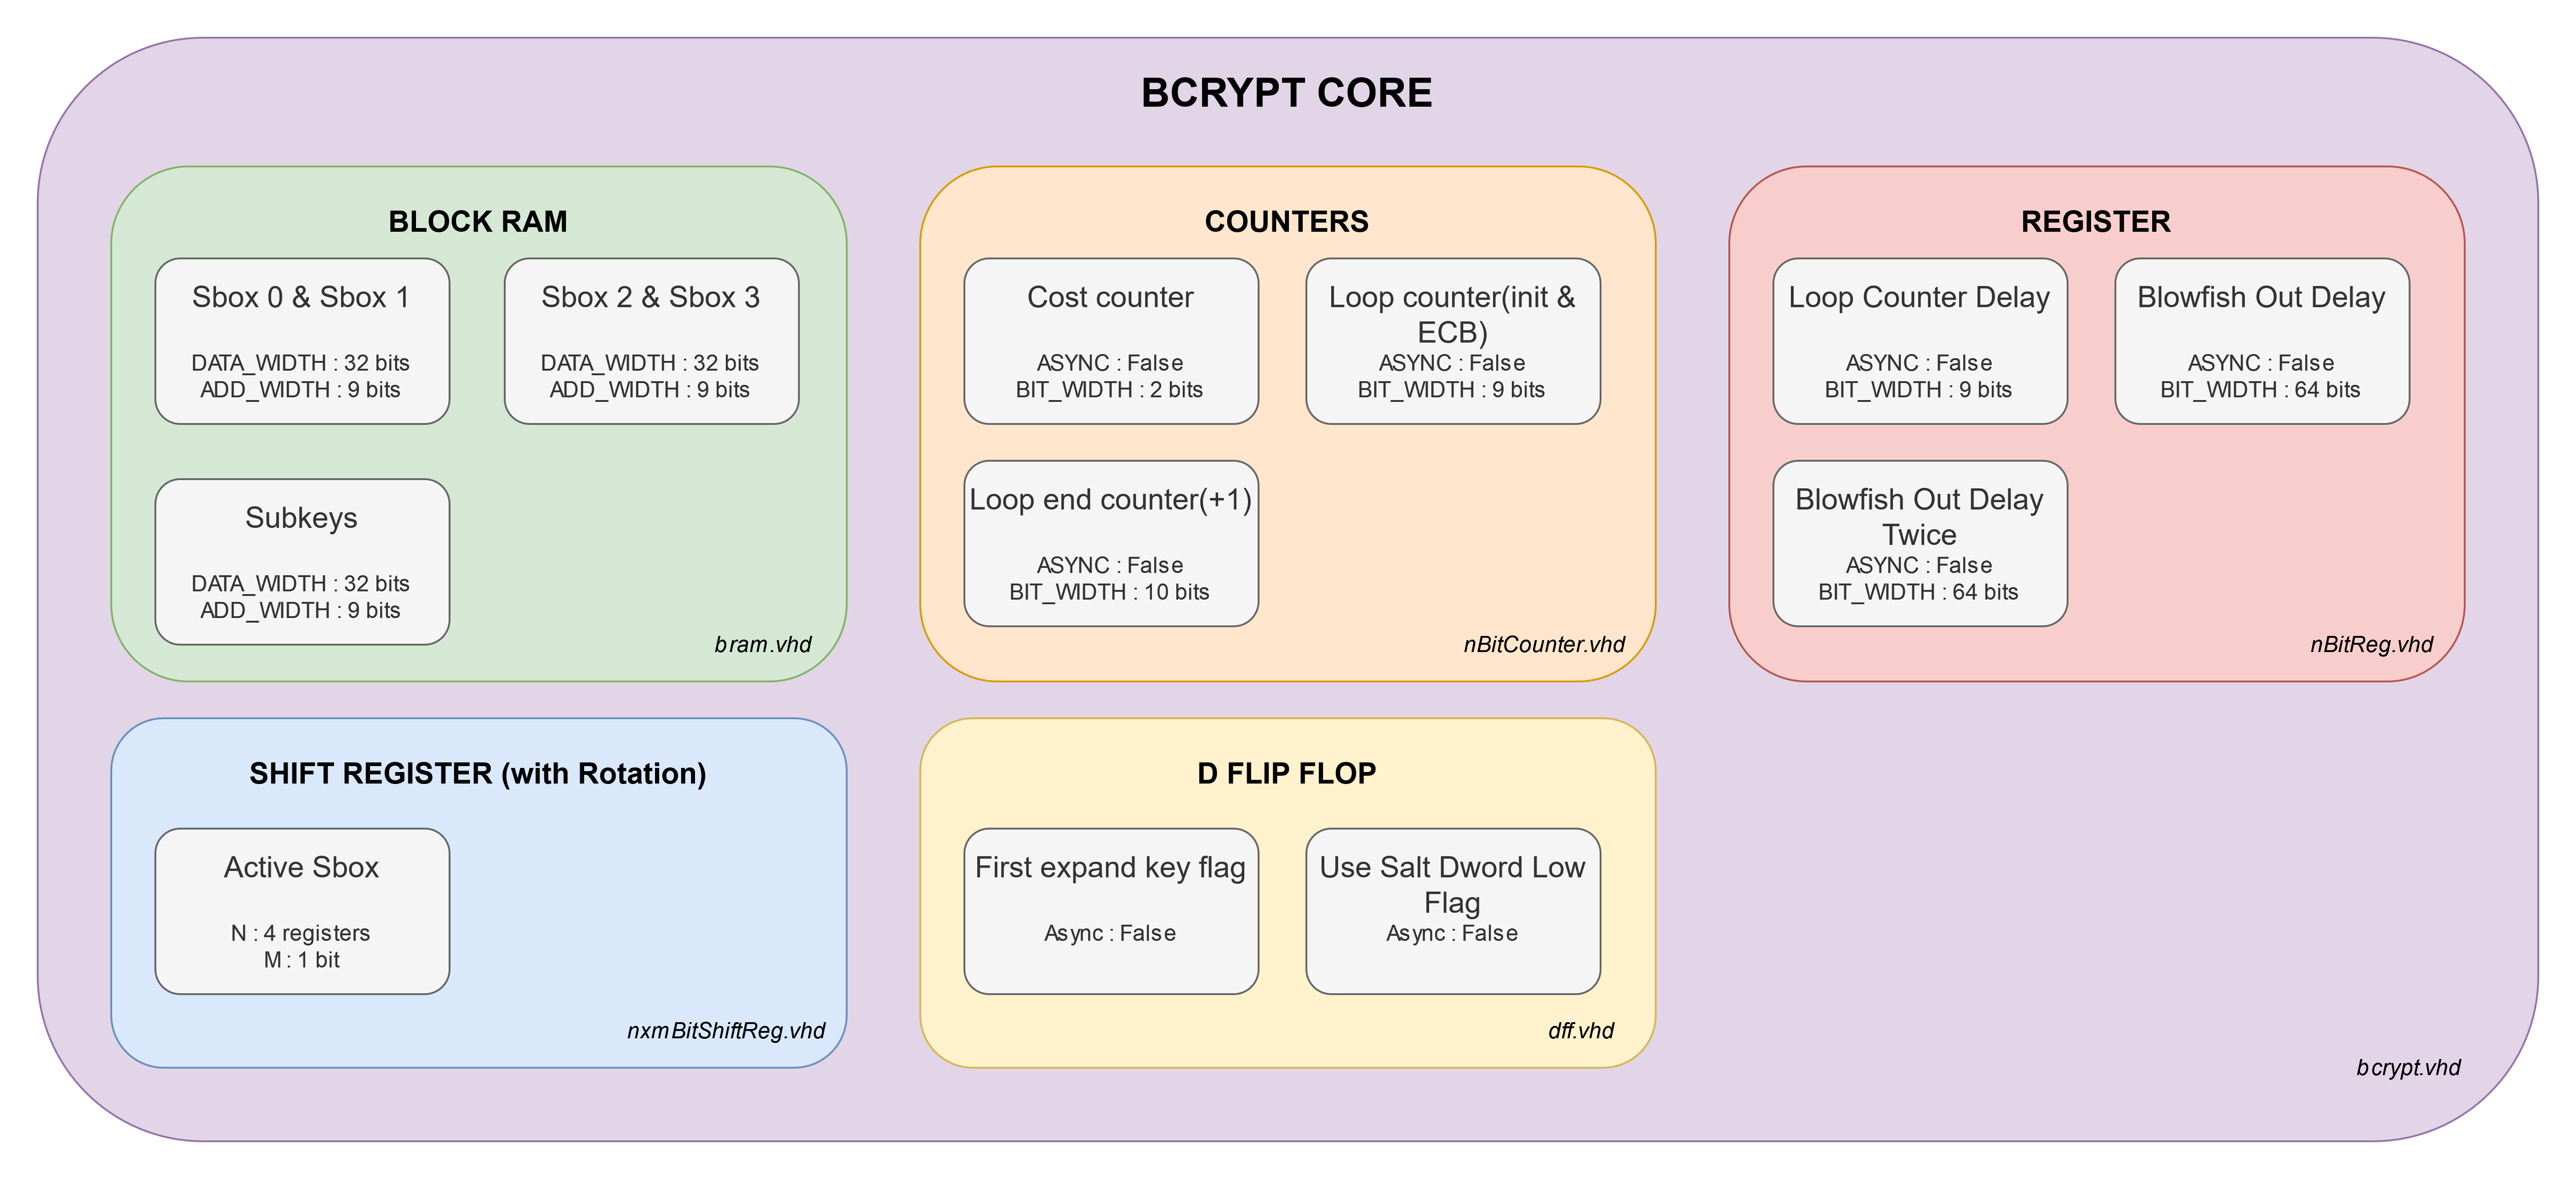 BCRYPT CORE
BLOCK RAM
Sbox 0 & Sbox 1
DATA_WIDTH : 32 bits
ADD_WIDTH : 9 bits
Sbox 2 & Sbox 3
DATA_WIDTH : 32 bits
ADD_WIDTH : 9 bits
Subkeys
DATA_WIDTH : 32 bits
ADD_WIDTH : 9 bits
bram.vhd
COUNTERS
Cost counter
ASYNC : False
BIT_WIDTH : 2 bits
Loop counter(init &
ECB)
ASYNC : False
BIT_WIDTH : 9 bits
Loop end counter(+1)
ASYNC : False
BIT_WIDTH : 10 bits
nBitCounter.vhd
REGISTER
Loop Counter Delay
ASYNC : False
BIT_WIDTH : 9 bits
Blowfish Out Delay
ASYNC : False
BIT_WIDTH : 64 bits
Blowfish Out Delay
Twice
ASYNC : False
BIT_WIDTH : 64 bits
nBitReg.vhd
SHIFT REGISTER (with Rotation)
Active Sbox
N : 4 registers
M : 1 bit
nxmBitShiftReg.vhd
D FLIP FLOP
First expand key flag
Async : False
Use Salt Dword Low
Flag
Async : False
dff.vhd
bcrypt.vhd